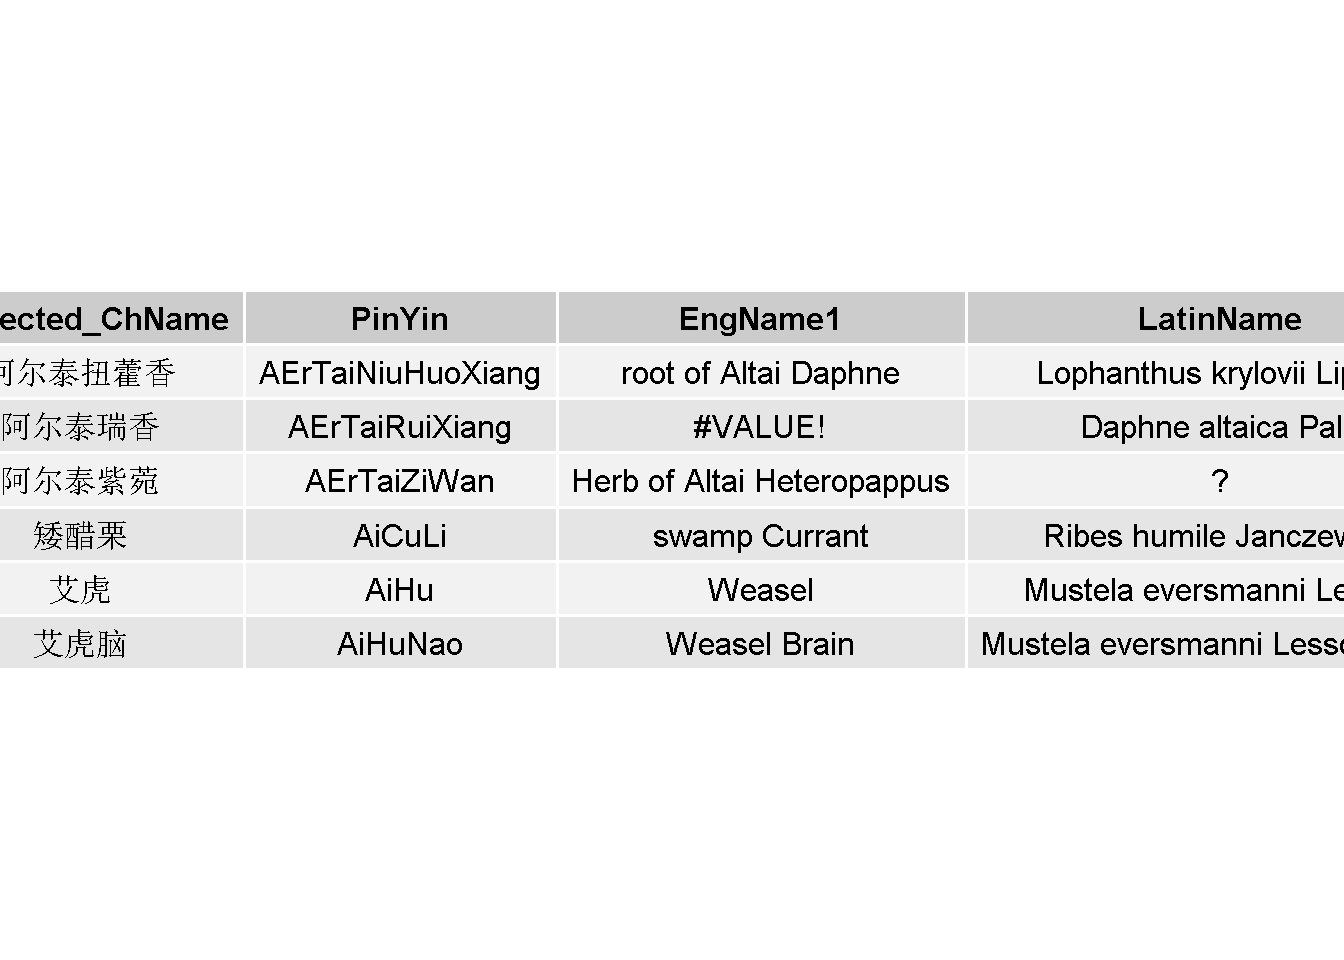 ected_ChName PinYin EngName1 LatinName
阿尔泰扭藿香 AErTaiNiuHuoXiang root of Altai Daphne Lophanthus krylovii Lip
阿尔泰瑞香 AErTaiRuiXiang #VALUE! Daphne altaica Pal
阿尔泰紫菀 AErTaiZiWan Herb of Altai Heteropappus ?
矮醋栗 AiCuLi swamp Currant Ribes humile Janczew
艾虎 AiHu Weasel Mustela eversmanni Le
艾虎脑 AiHuNao Weasel Brain Mustela eversmanni Less